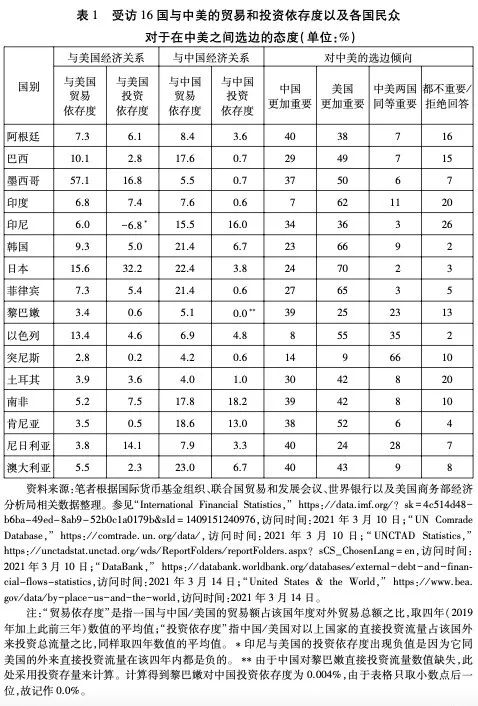 表 1 受访 16 国与中美的贸易和投资依存度以及各国民众
对于在中美之间选边的态度(单位:%)
国别 与美国经济关系 与中国经济关系 对中美的选边倾向
与美国贸易依存度 与美国投资依存度 与中国贸易依存度 与中国投资依存度 中国更加重要 美国更加重要 中美两国同等重要 都不重要/拒绝回答
阿根廷 7.3 6.1 8.4 3.6 40 38 7 16
巴西 10.1 2.8 17.6 0.7 29 49 7 15
墨西哥 57.1 16.8 5.5 0.7 37 50 6 7
印度 6.8 7.4 7.6 0.6 7 62 11 20
印尼 6.0 -6.8* 15.5 16.0 34 36 3 26
韩国 9.3 5.0 21.4 6.7 23 66 9 2
日本 15.6 32.2 22.4 3.8 24 70 2 3
菲律宾 7.3 5.4 21.4 0.6 27 65 3 5
黎巴嫩 3.4 0.6 5.1 0.0** 39 25 23 13
以色列 13.4 4.6 6.9 4.8 8 55 35 2
突尼斯 2.8 0.2 4.2 0.6 14 9 66 10
土耳其 3.9 3.6 4.0 1.0 30 42 8 20
南非 5.2 7.5 17.8 18.2 39 42 8 10
肯尼亚 3.5 0.5 18.6 13.0 38 52 6 4
尼日利亚 3.8 14.1 7.9 3.3 40 24 28 7
澳大利亚 5.5 2.3 23.0 6.7 40 43 9 8
资料来源:笔者根据国际货币基金组织、联合国贸易和发展会议、世界银行以及美国商务部经济
分析局相关数据整理。参见“International Financial Statistics,” https://data.imf.org/? sk=4c514d48-
b6ba-49ed-8ab9-52b0c1a0179b&sId=1409151240976,访问时间:2021 年 3 月 10 日;“UN Comrade
Database,” https://comtrade. un. org/data/,访问时间:2021 年 3 月 10 日;“UNCTAD Statistics,”
https://unctadstat.unctad.org/wds/ReportFolders/reportFolders.aspx? sCS_ChosenLang=en,访问时间:
2021 年 3 月 10 日;“DataBank,” https://databank.worldbank.org/databases/external-debt-and-finan-
cial-flows-statistics,访问时间:2021 年 3 月 14 日;“United States & the World,” https://www.bea.
gov/data/by-place-us-and-the-world,访问时间:2021 年 3 月 14 日。
注:“贸易依存度”是指一国与中国/美国的贸易额占该国年度对外贸易总额之比,取四年(2019
年加上此前三年)数值的平均值;“投资依存度”指中国/美国对以上国家的直接投资流量占该国外
来投资总流量之比,同样取四年数值的平均值。 * 印尼与美国的投资依存度出现负值是因为它同
美国的外来直接投资流量在该四年内都是负的。 ** 由于中国对黎巴嫩直接投资流量数值缺失,此
处采用投资存量来计算。计算得到黎巴嫩对中国投资依存度为 0.004%,由于表格只取小数点后一
位,故记作 0.0%。